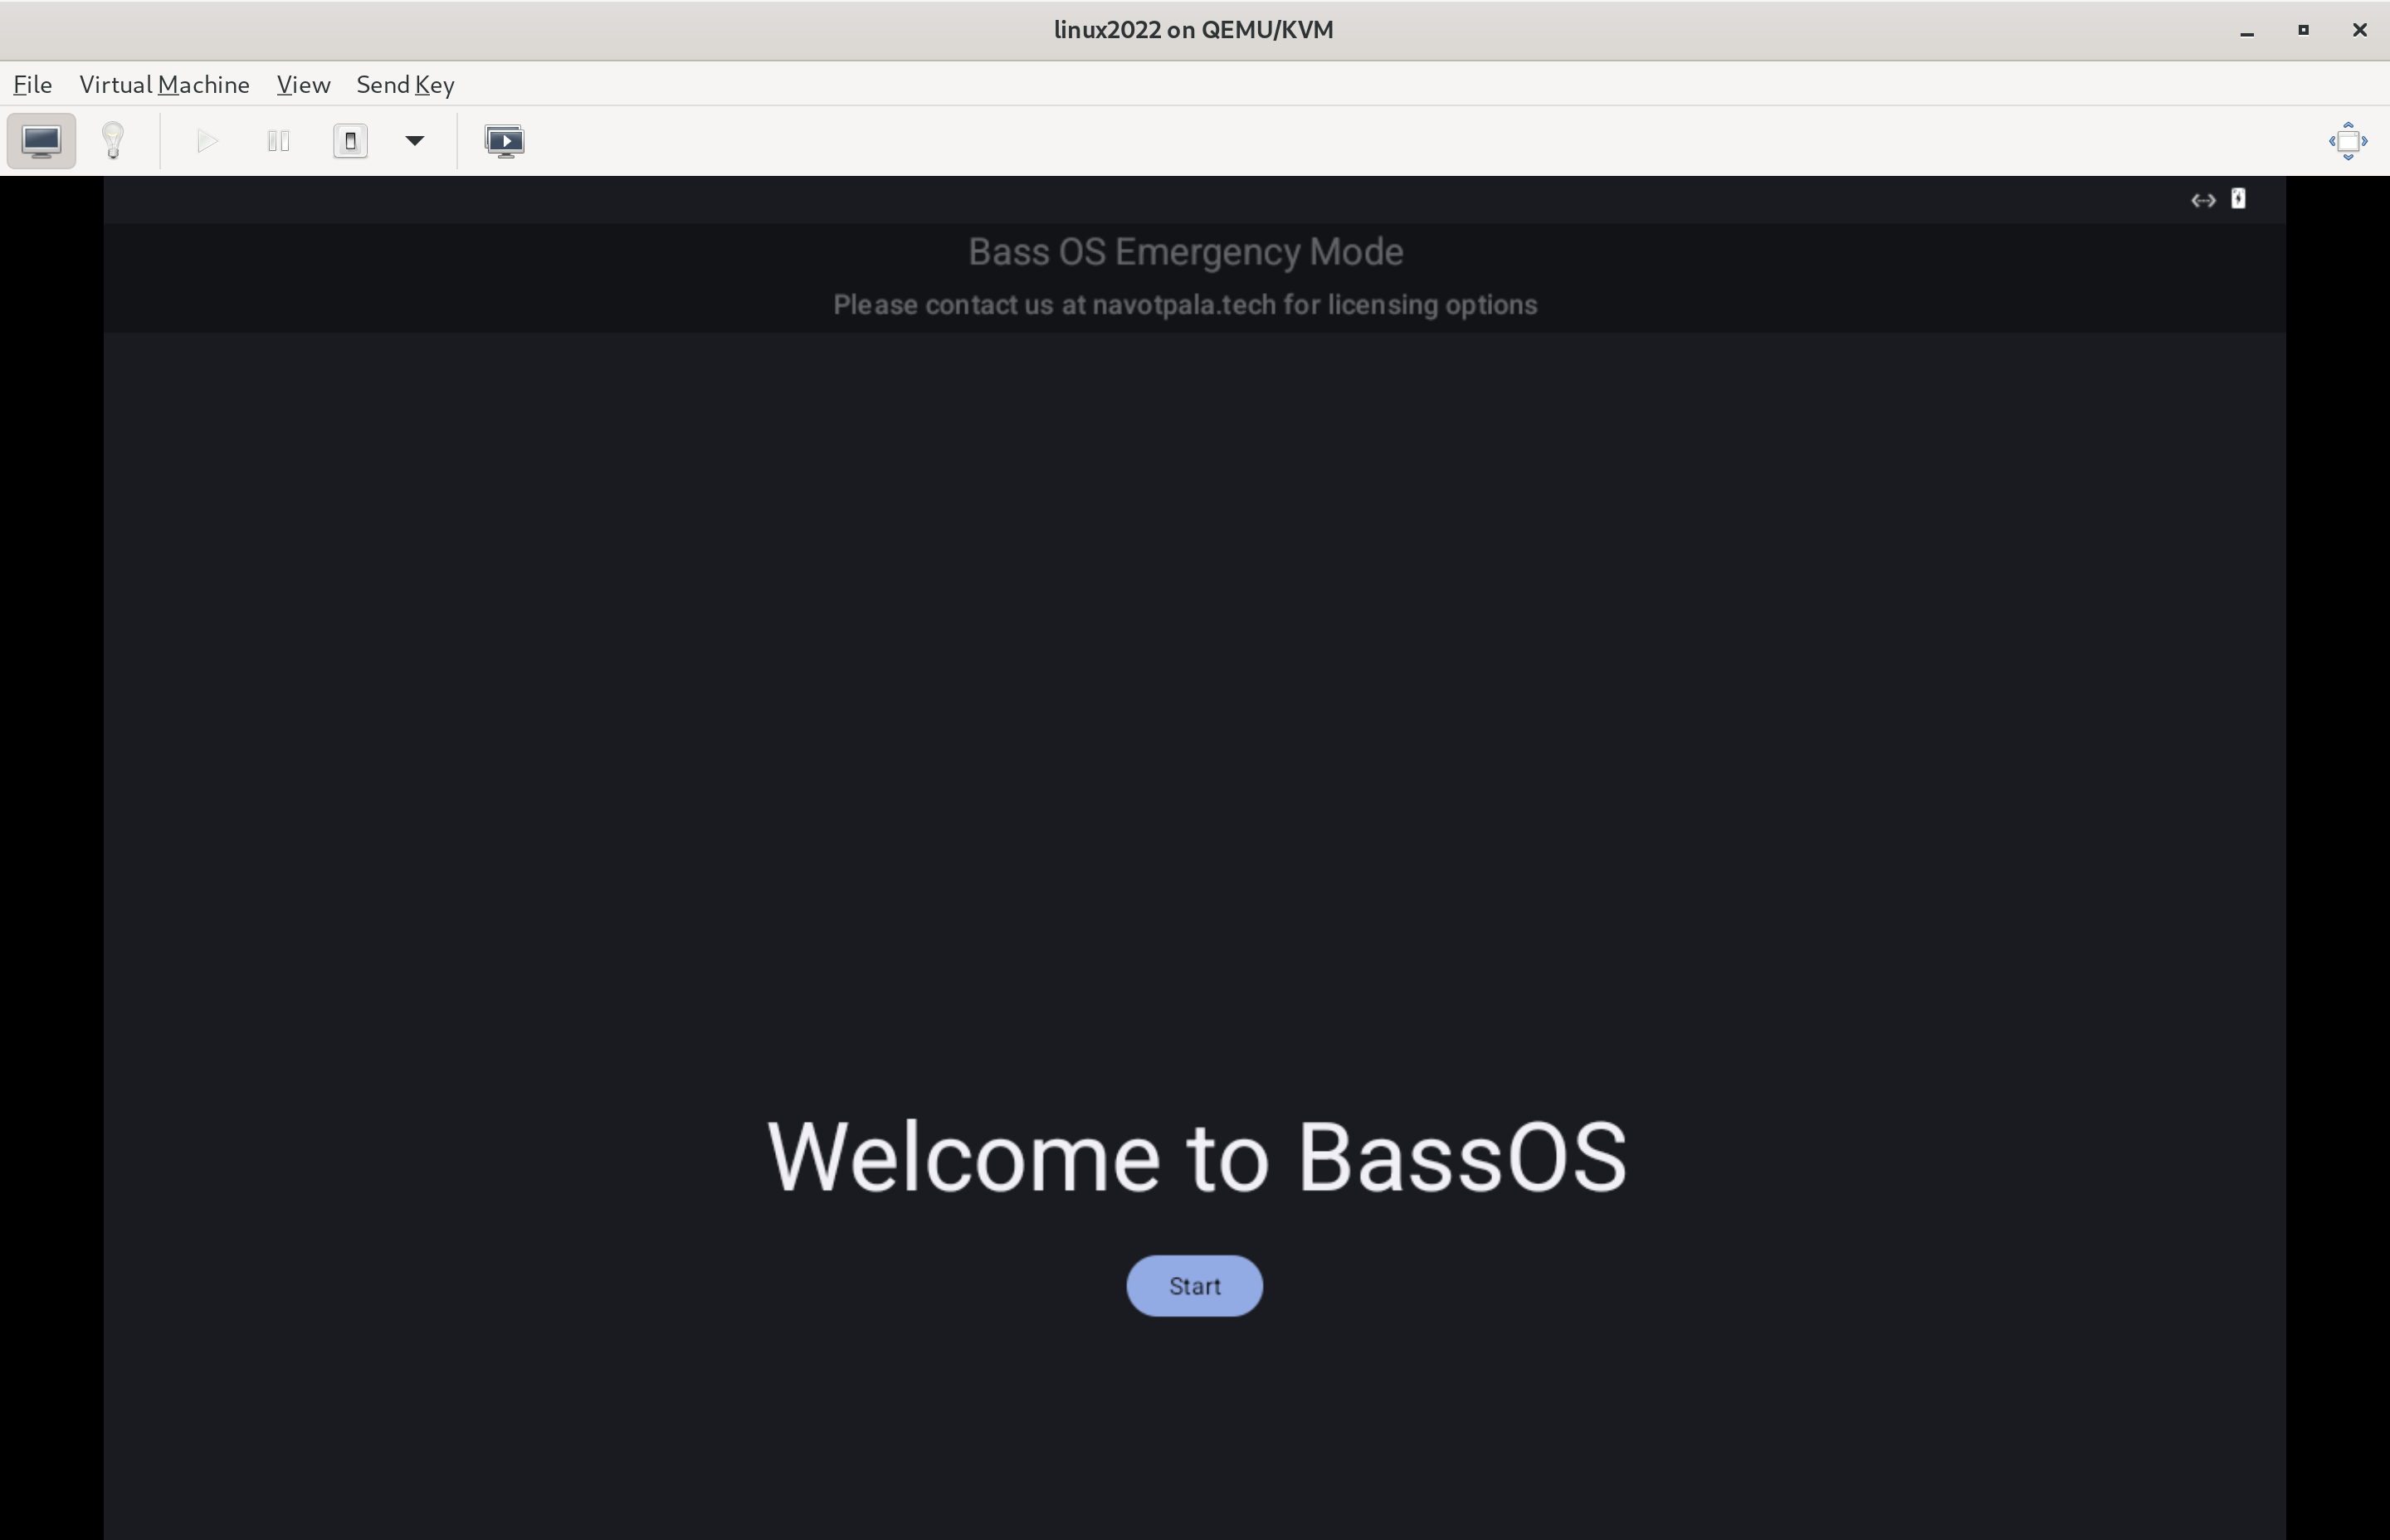 linux2022 on QEMU/KVM
File Virtual Machine View Send Key
Bass OS Emergency Mode
Please contact us at navotpala.tech for licensing options
Welcome to BassOS
Start